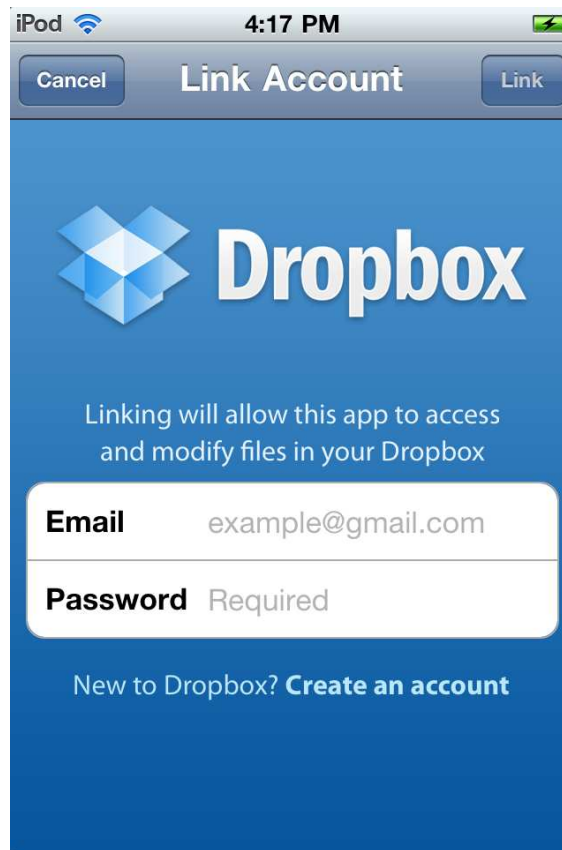 iPod 4:17 PM
Cancel Link Account Link
Dropbox
Linking will allow this app to access
and modify files in your Dropbox
Email example@gmail.com
Password Required
New to Dropbox? Create an account